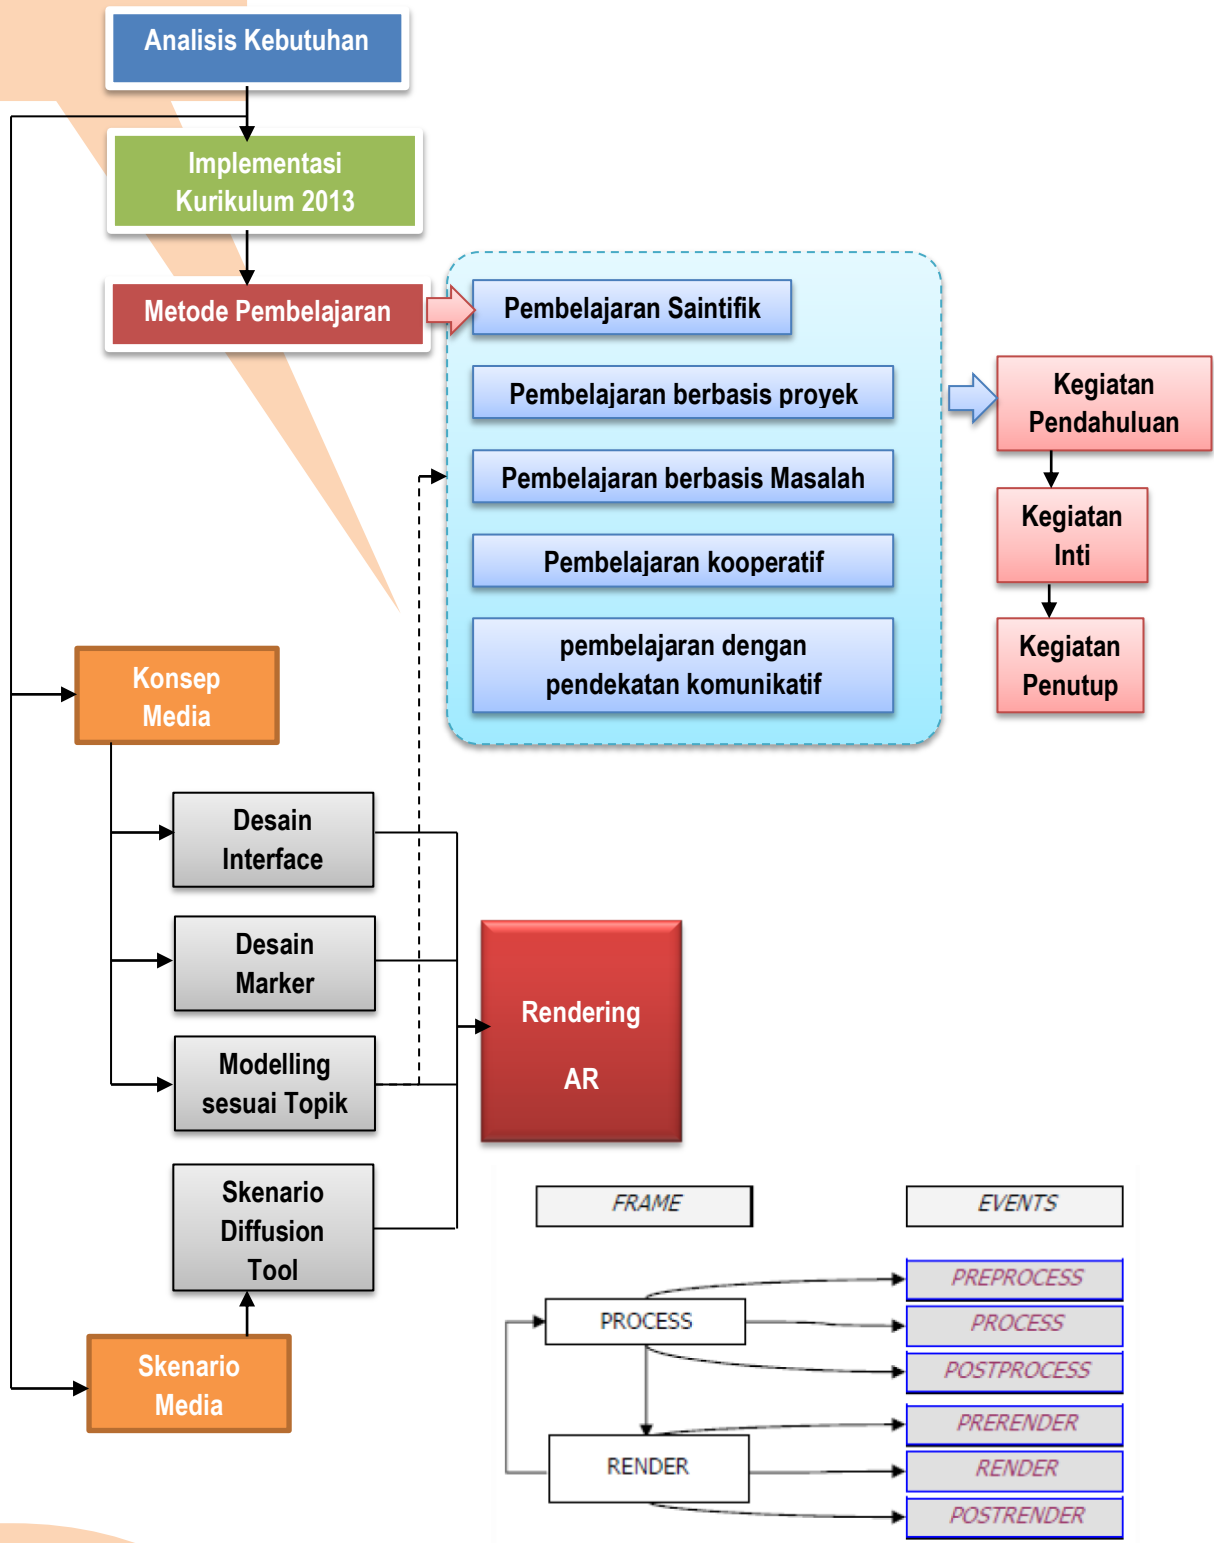 Analisis Kebutuhan
Implementasi
Kurikulum 2013
Metode Pembelajaran
Pembelajaran Saintifik
Pembelajaran berbasis proyek
Pembelajaran berbasis Masalah
Pembelajaran kooperatif
pembelajaran dengan
pendekatan komunikatif
Kegiatan
Pendahuluan
Kegiatan
Inti
Kegiatan
Penutup
Konsep
Media
Desain
Interface
Desain
Marker
Modelling
sesuai Topik
Skenario
Diffusion
Tool
Skenario
Media
Rendering
AR
FRAME
EVENTS
PROCESS
RENDER
PREPROCESS
PROCESS
POSTPROCESS
PRERENDER
RENDER
POSTRENDER